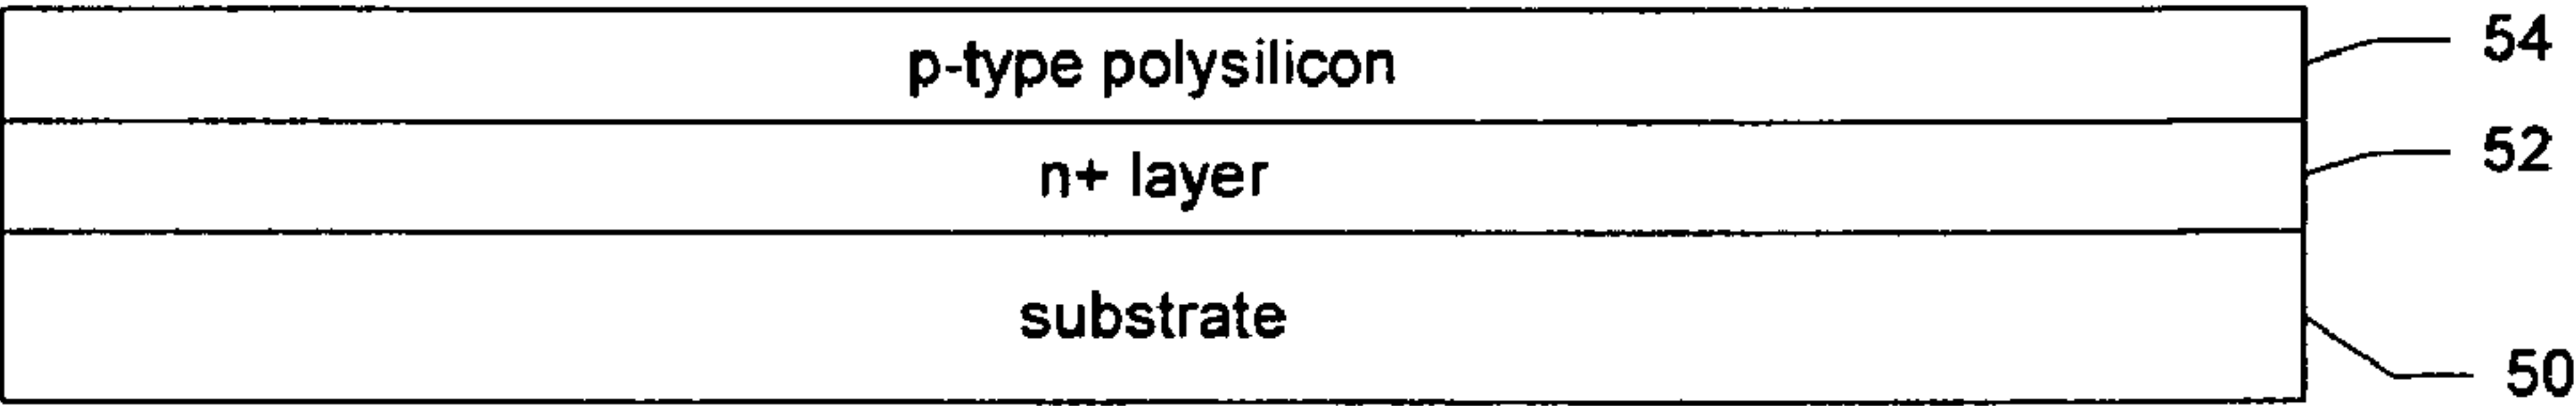 p-type polysilicon
54
n+ layer
52
substrate
50